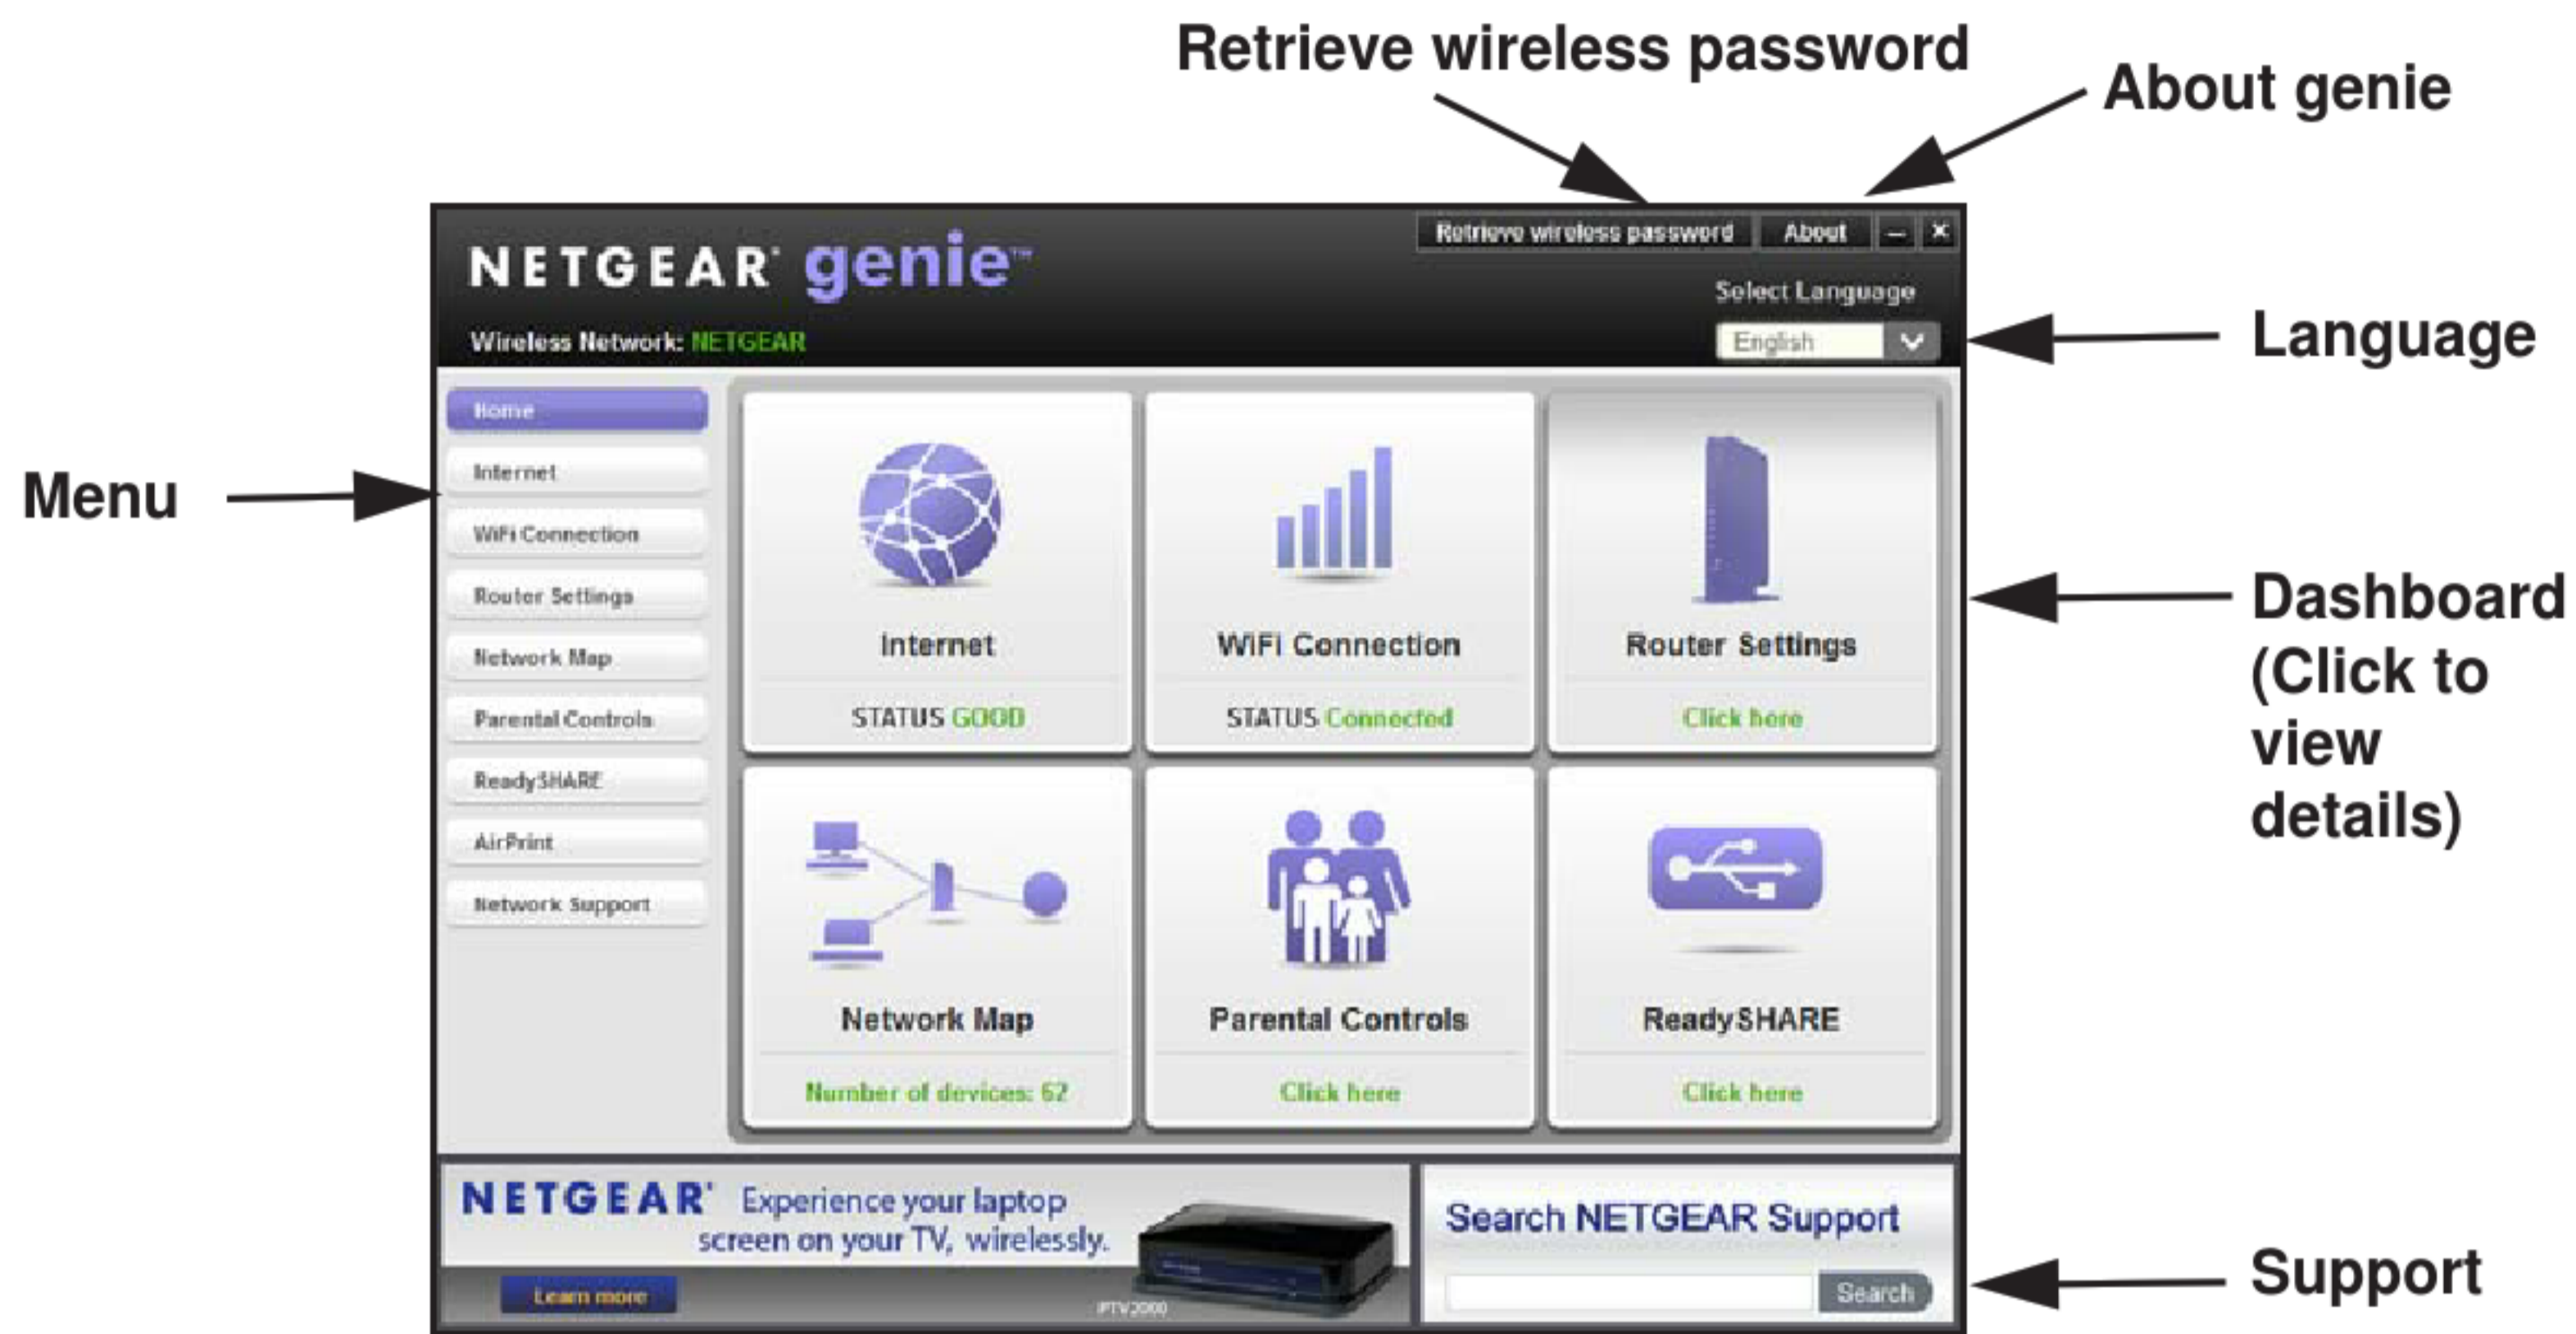 Retrieve wireless password
About genie
Retrieve wireless password
About
NETGEAR® genie™
Select Language
Wireless Network: NETGEAR
English
Language
Home
Internet
WiFi Connection
Router Settings
Network Map
Parental Controls
ReadySHARE
AirPrint
Network Support
Menu
Internet
STATUS GOOD
WiFi Connection
STATUS Connected
Router Settings
Click here
Network Map
Number of devices: 62
Parental Controls
Click here
ReadySHARE
Click here
Dashboard
(Click to
view
details)
NETGEAR® Experience your laptop
screen on your TV, wirelessly.
Learn more
Search NETGEAR Support
Search
Support